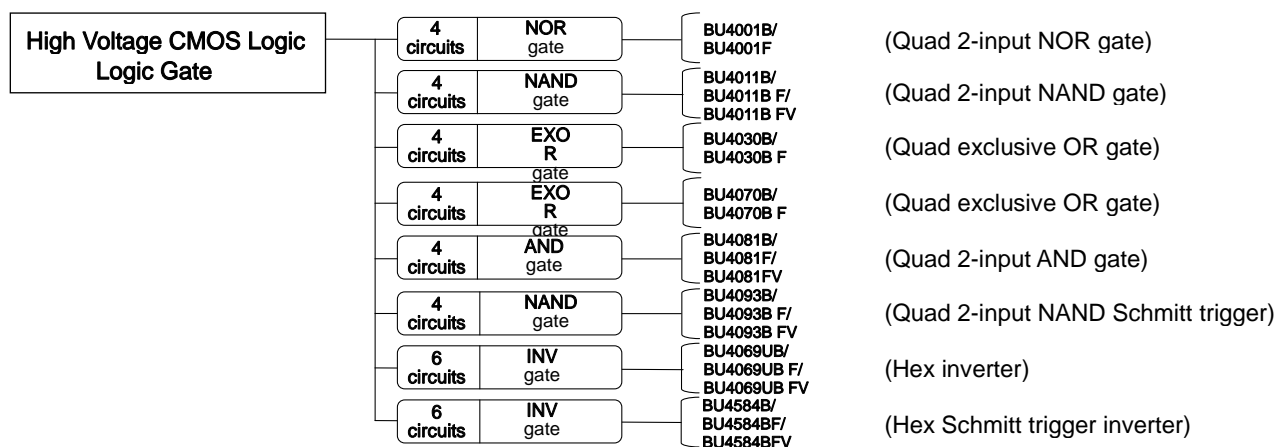 High Voltage CMOS Logic
Logic Gate
4
circuits
NOR
gate
BU4001B/
BU4001F
(Quad 2-input NOR gate)
4
circuits
NAND
gate
BU4011B/
BU4011B F/
BU4011B FV
(Quad 2-input NAND gate)
4
circuits
EXO
R
gate
BU4030B/
BU4030B F
(Quad exclusive OR gate)
4
circuits
EXO
R
gate
BU4070B/
BU4070B F
(Quad exclusive OR gate)
4
circuits
AND
gate
BU4081B/
BU4081F/
BU4081FV
(Quad 2-input AND gate)
4
circuits
NAND
gate
BU4093B/
BU4093B F/
BU4093B FV
(Quad 2-input NAND Schmitt trigger)
6
circuits
INV
gate
BU4069UB/
BU4069UB F/
BU4069UB FV
(Hex inverter)
6
circuits
INV
gate
BU4584B/
BU4584BF/
BU4584BFV
(Hex Schmitt trigger inverter)